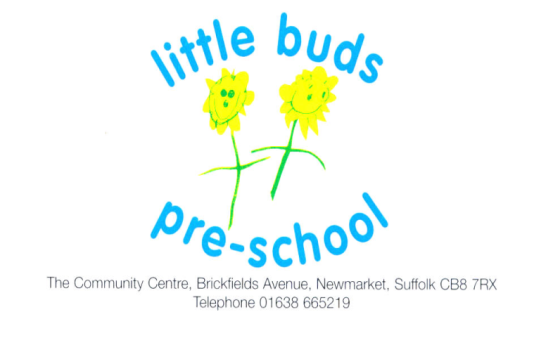 little buds
pre-school
The Community Centre, Brickfields Avenue, Newmarket, Suffolk CB8 7RX
Telephone 01638 665219